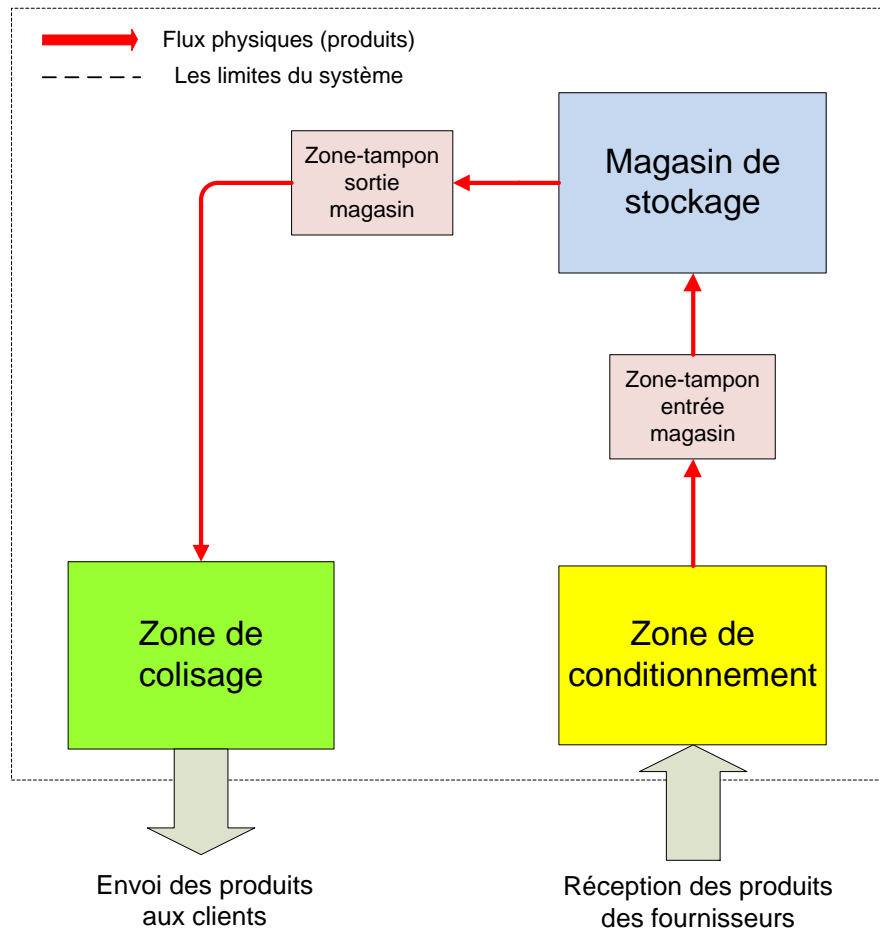 Flux physiques (produits)
Les limites du système
Zone-tampon
sortie
magasin
Magasin de
stockage
Zone-tampon
entrée
magasin
Zone de
colisage
Zone de
conditionnement
Envoi des produits
aux clients
Réception des produits
des fournisseurs